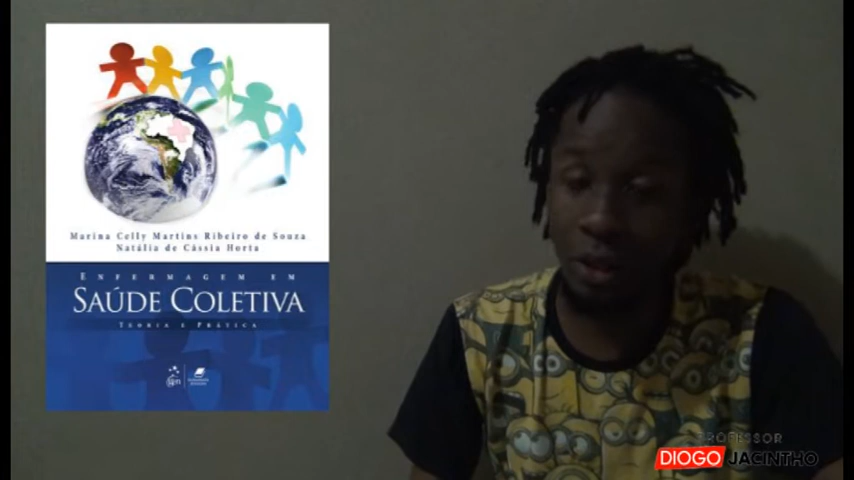 Marina Celly Martins Ribeiro de Souza
Natália de Cássia Horta
ENFERMAGEM EM
SAÚDE COLETIVA
TEORIA E PRÁTICA
PROFESSOR
DIOGO JACINTHO